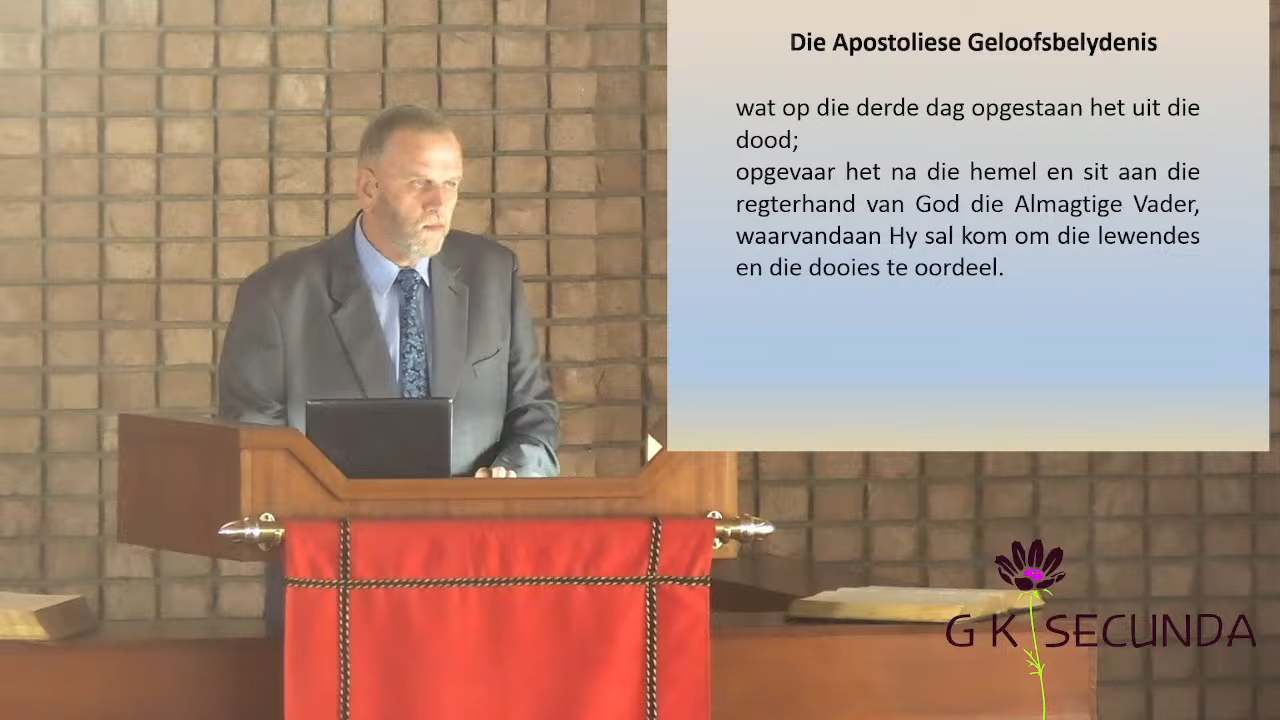 Die Apostoliese Geloofsbelydenis
wat op die derde dag opgestaan het uit die
dood;
opgevaar het na die hemel en sit aan die
regterhand van God die Almagtige Vader,
waarvandaan Hy sal kom om die lewendes
en die dooies te oordeel.
GK SECUNDA